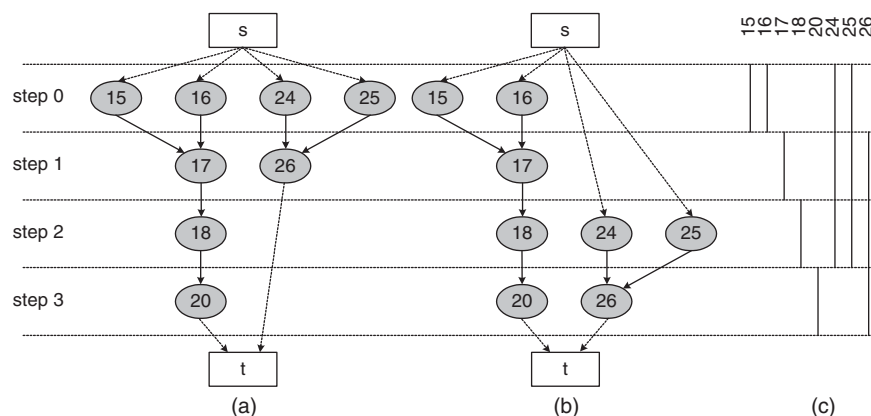 s s 15 16 17 18 20 24 25 26
step 0 15 16 24 25 15 16
step 1 17 26 17
step 2 18 18 24 25
step 3 20 20 26
t t
(a) (b) (c)